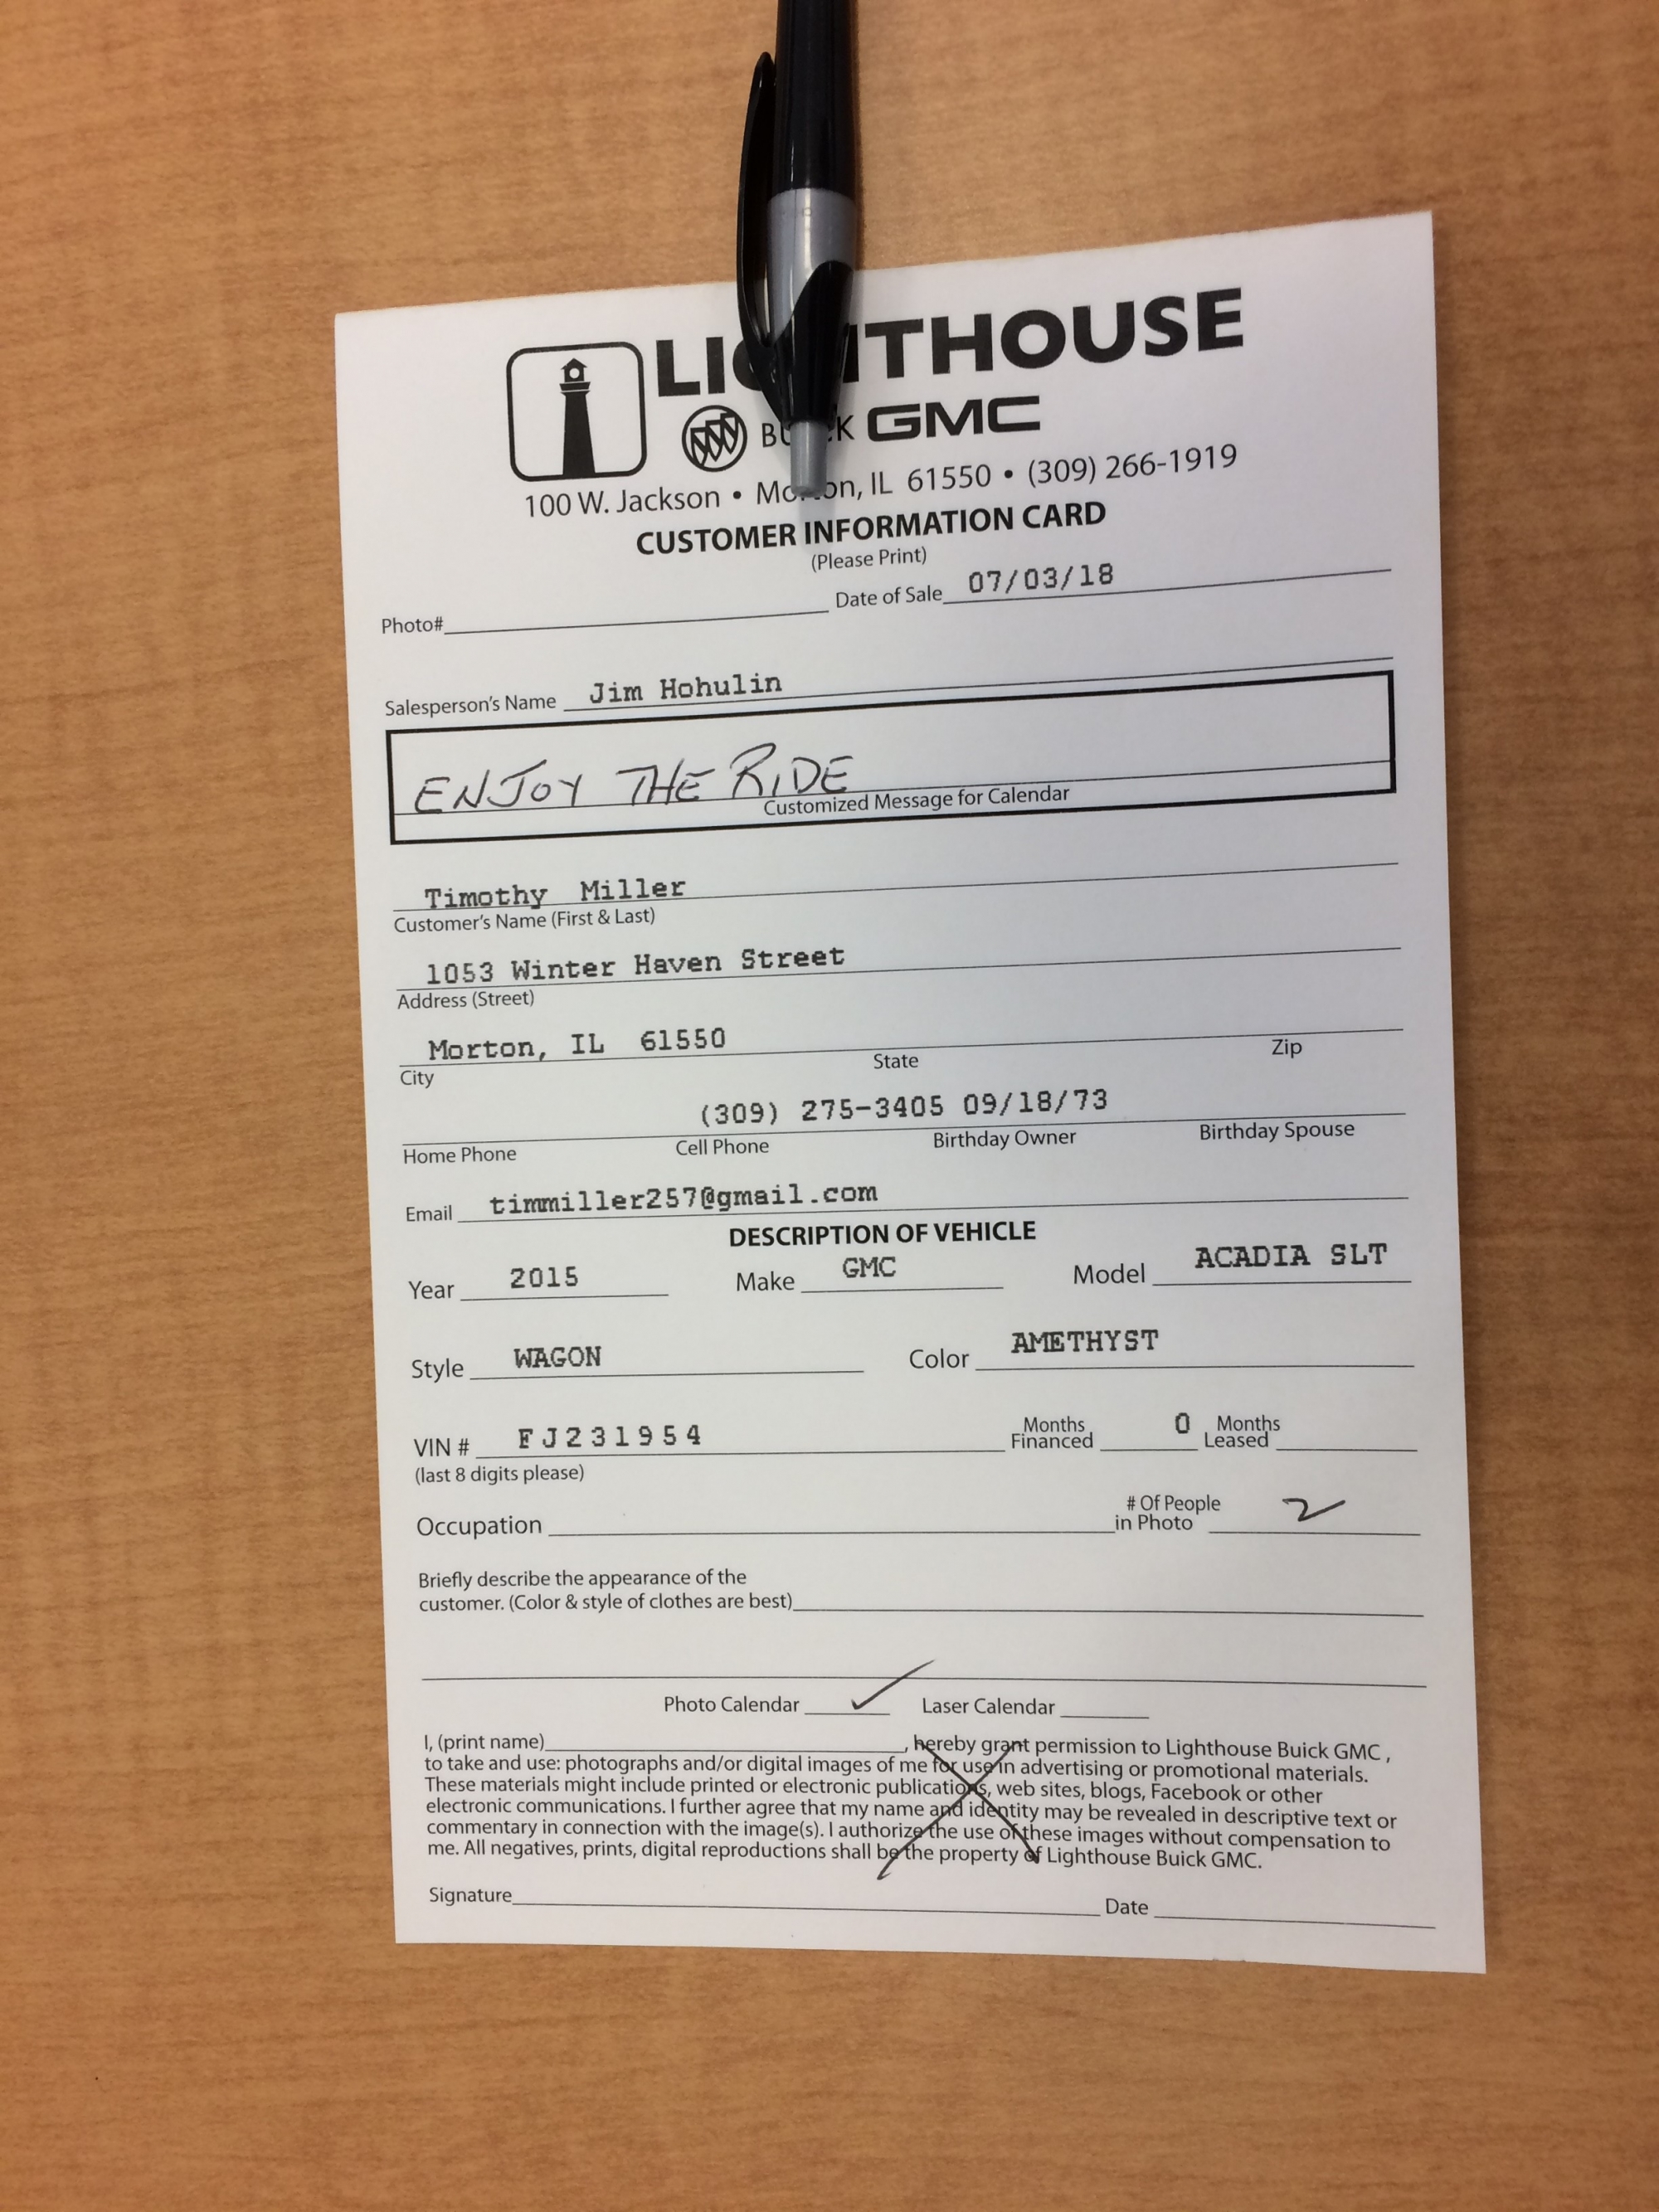 LIGHTHOUSE
BUICK GMC
100 W. Jackson • Morton, IL 61550 • (309) 266-1919
CUSTOMER INFORMATION CARD
(Please Print)
Photo# Date of Sale 07/03/18
Salesperson's Name Jim Hohulin
ENJOY THE RIDE
Customized Message for Calendar
Timothy Miller
Customer's Name (First & Last)
1053 Winter Haven Street
Address (Street)
Morton, IL 61550
City State Zip
(309) 275-3405 09/18/73
Home Phone Cell Phone Birthday Owner Birthday Spouse
Email timmiller257@gmail.com
DESCRIPTION OF VEHICLE
Year 2015 Make GMC Model ACADIA SLT
Style WAGON Color AMETHYST
VIN # FJ231954 Months Financed 0 Months Leased
(last 8 digits please)
Occupation # Of People in Photo 2
Briefly describe the appearance of the
customer. (Color & style of clothes are best)
Photo Calendar ✓ Laser Calendar
I, (print name) , hereby grant permission to Lighthouse Buick GMC ,
to take and use: photographs and/or digital images of me for use in advertising or promotional materials.
These materials might include printed or electronic publications, web sites, blogs, Facebook or other
electronic communications. I further agree that my name and identity may be revealed in descriptive text or
commentary in connection with the image(s). I authorize the use of these images without compensation to
me. All negatives, prints, digital reproductions shall be the property of Lighthouse Buick GMC.
Signature Date